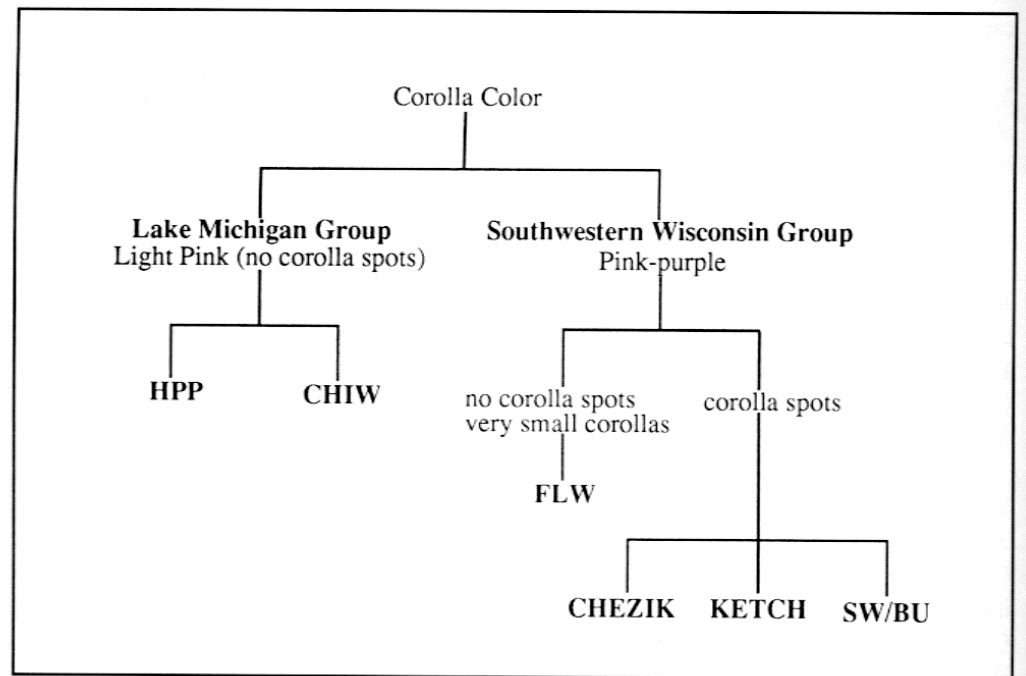 Corolla Color
Lake Michigan Group
Light Pink (no corolla spots)
Southwestern Wisconsin Group
Pink-purple
HPP
CHIW
no corolla spots
very small corollas
corolla spots
FLW
CHEZIK
KETCH
SW/BU